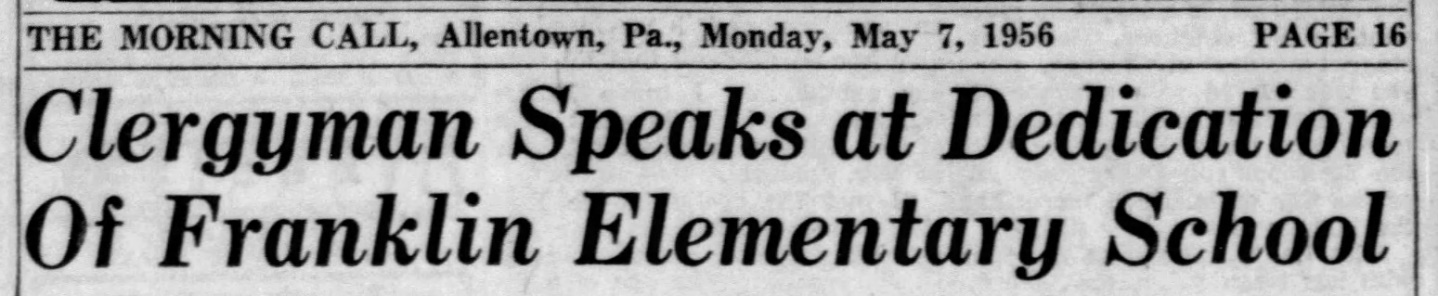 THE MORNING CALL, Allentown, Pa., Monday, May 7, 1956 PAGE 16
Clergyman Speaks at Dedication
Of Franklin Elementary School